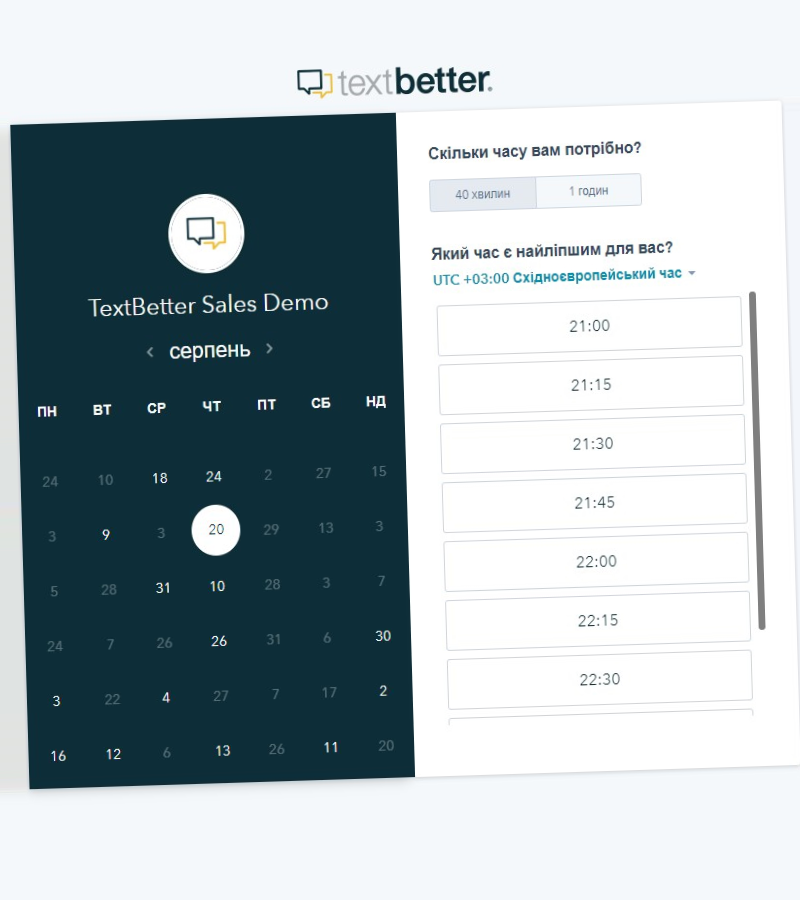 textbetter.
TextBetter Sales Demo
серпень
ПН ВТ СР ЧТ ПТ СБ НД
24 10 18 24 2 27 15
3 9 3 20 29 13 3
5 28 31 10 28 3 7
24 7 26 26 31 6 30
3 22 4 27 7 17 2
16 12 6 13 26 11 20
Скільки часу вам потрібно?
40 хвилин 1 годин
Який час є найліпшим для вас?
UTC +03:00 Східноєвропейський час
21:00
21:15
21:30
21:45
22:00
22:15
22:30